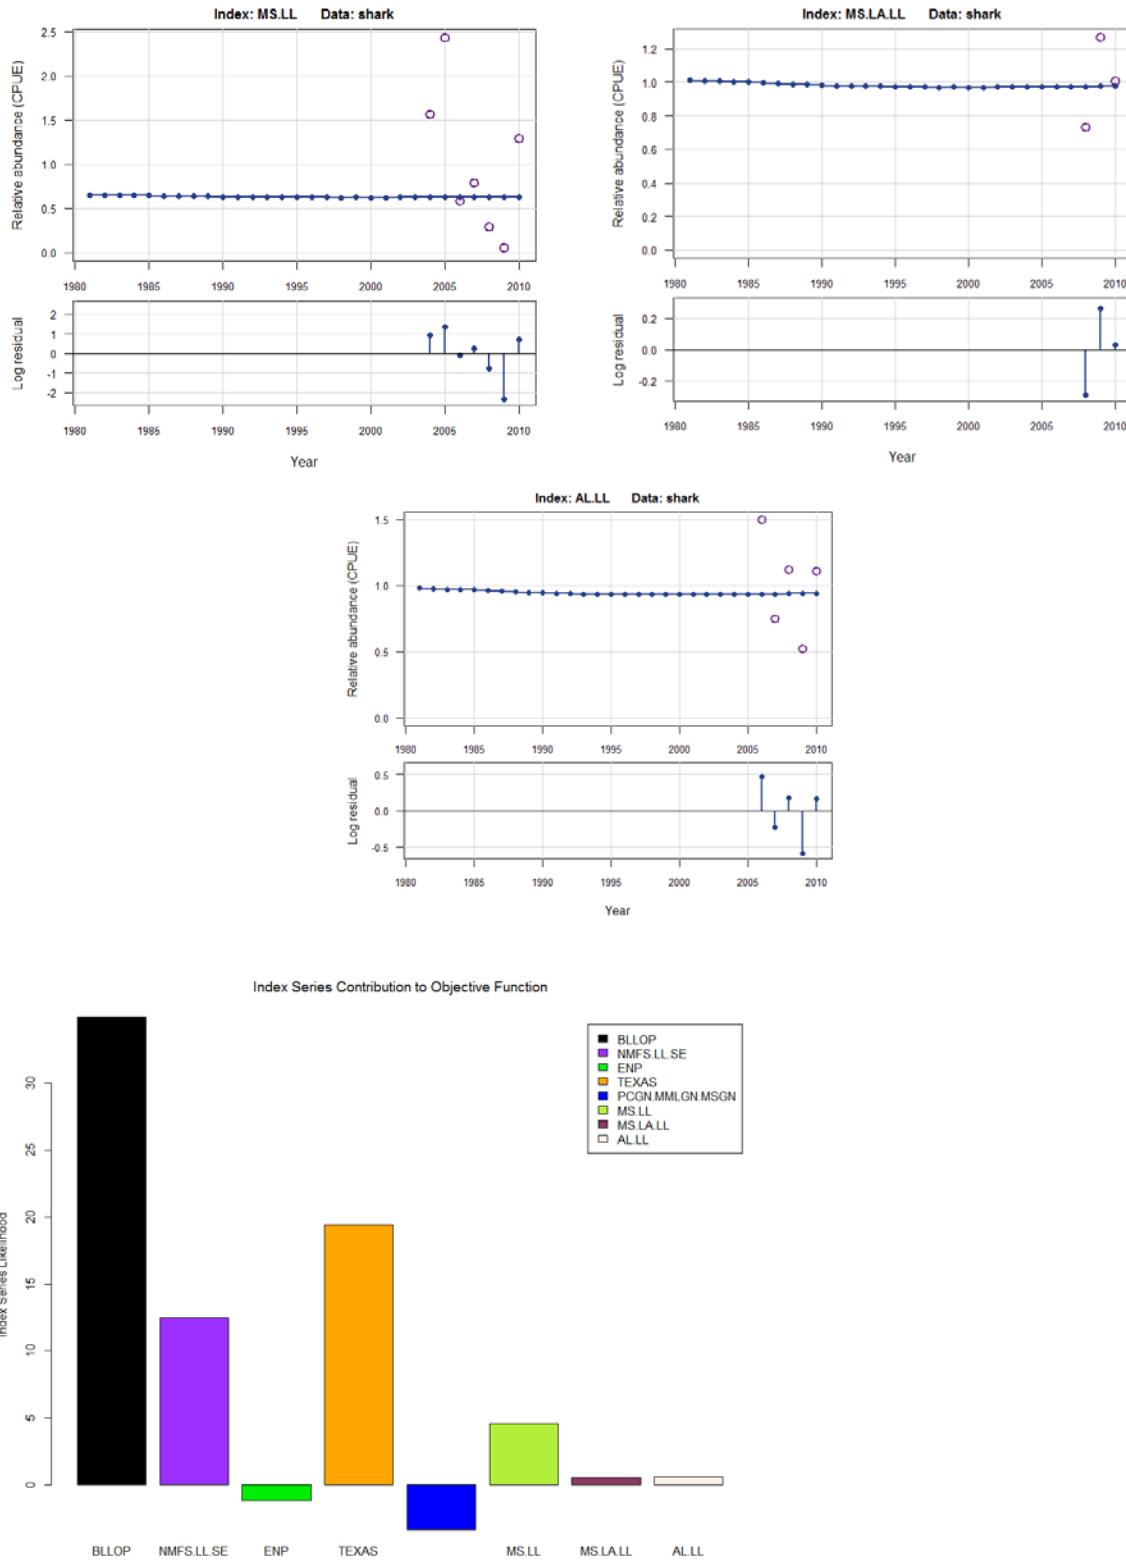 Index: MS.LL Data: shark
Relative abundance (CPUE)
2.5
2.0
1.5
1.0
0.5
0.0
1980 1985 1990 1995 2000 2005 2010
Log residual
2
1
0
-1
-2
1980 1985 1990 1995 2000 2005 2010
Year
Index: MS.LA.LL Data: shark
Relative abundance (CPUE)
1.2
1.0
0.8
0.6
0.4
0.2
0.0
1980 1985 1990 1995 2000 2005 2010
Log residual
0.2
0.0
-0.2
1980 1985 1990 1995 2000 2005 2010
Year
Index: AL.LL Data: shark
Relative abundance (CPUE)
1.5
1.0
0.5
0.0
1980 1985 1990 1995 2000 2005 2010
Log residual
0.5
0.0
-0.5
1980 1985 1990 1995 2000 2005 2010
Year
Index Series Contribution to Objective Function
Index Series Likelihood
30
25
20
15
10
5
0
BLLOP
NMFS.LL.SE
ENP
TEXAS
PCGN.MMLGN.MSGN
MS.LL
MS.LA.LL
AL.LL
BLLOP NMFS.LL.SE ENP TEXAS MS.LL MS.LA.LL AL.LL